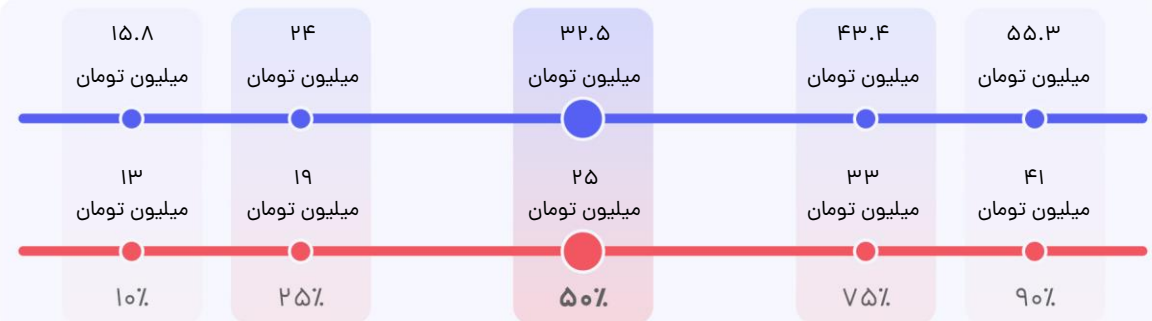 ۱۵.۸ ۲۴ ۳۲.۵ ۴۳.۴ ۵۵.۳
میلیون تومان میلیون تومان میلیون تومان میلیون تومان میلیون تومان
۱۳ ۱۹ ۲۵ ۳۳ ۴۱
میلیون تومان میلیون تومان میلیون تومان میلیون تومان میلیون تومان
۱۰٪ ۲۵٪ ۵۰٪ ۷۵٪ ۹۰٪